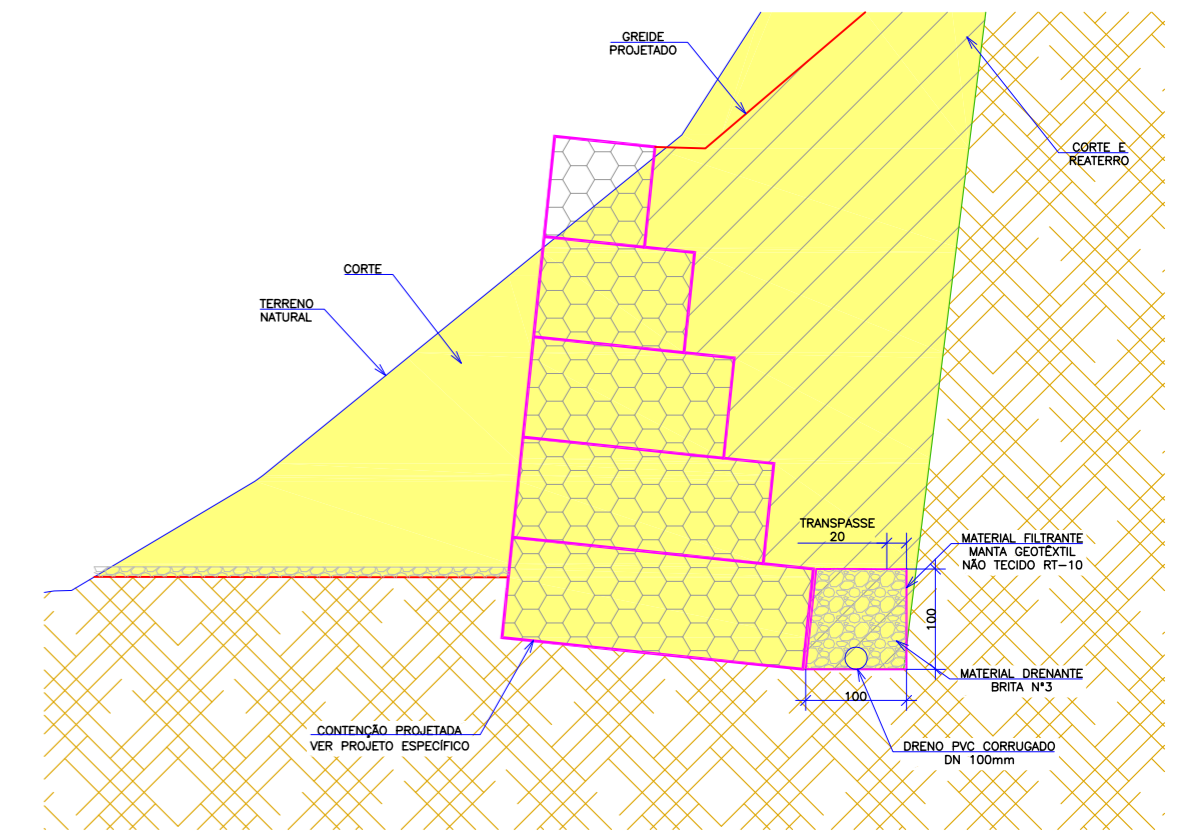 GREIDE
PROJETADO
CORTE E
REATERRO
CORTE
TERRENO
NATURAL
TRANSPASSE
20
MATERIAL FILTRANTE
MANTA GEOTÊXTIL
NÃO TECIDO RT-10
100
MATERIAL DRENANTE
BRITA N°3
100
CONTENÇÃO PROJETADA
VER PROJETO ESPECÍFICO
DRENO PVC CORRUGADO
DN 100mm